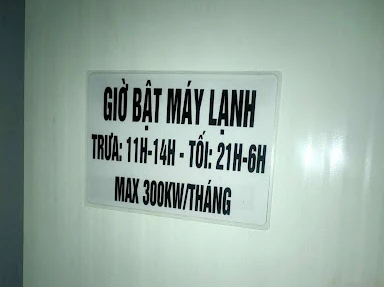 GIỜ BẬT MÁY LẠNH
TRƯA: 11H-14H - TỐI: 21H-6H
MAX 300KW/THÁNG